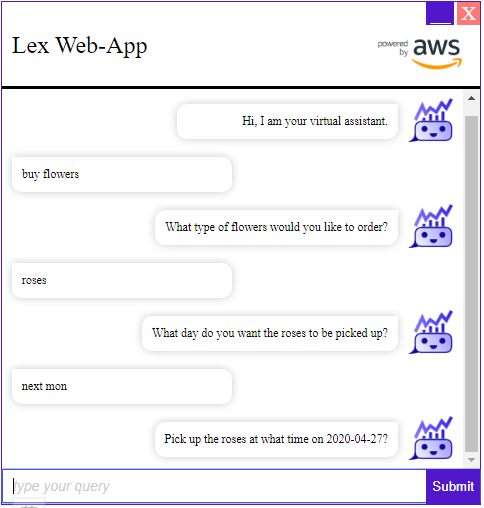 __ X
Lex Web-App
powered
by aws
Hi, I am your virtual assistant.
buy flowers
What type of flowers would you like to order?
roses
What day do you want the roses to be picked up?
next mon
Pick up the roses at what time on 2020-04-27?
type your query
Submit